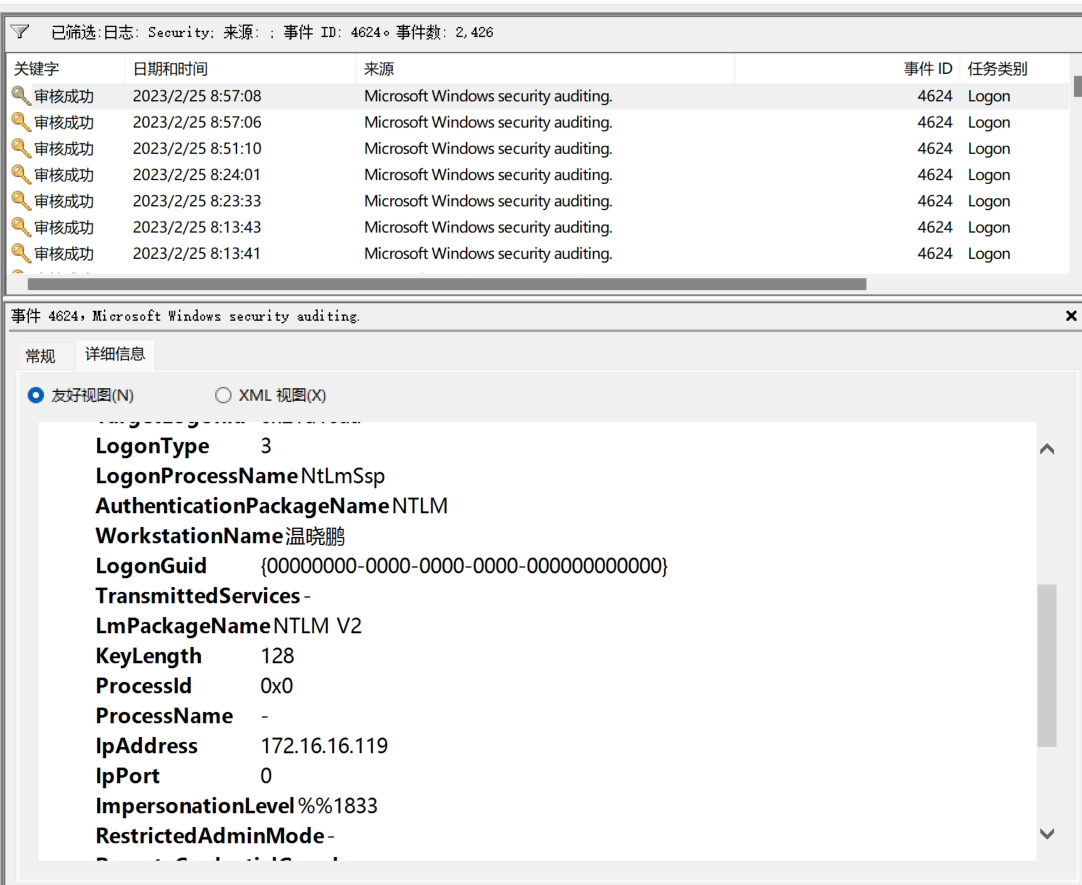 已筛选:日志: Security; 来源: ; 事件 ID: 4624。事件数: 2,426
关键字 日期和时间 来源 事件 ID 任务类别
审核成功 2023/2/25 8:57:08 Microsoft Windows security auditing. 4624 Logon
审核成功 2023/2/25 8:57:06 Microsoft Windows security auditing. 4624 Logon
审核成功 2023/2/25 8:51:10 Microsoft Windows security auditing. 4624 Logon
审核成功 2023/2/25 8:24:01 Microsoft Windows security auditing. 4624 Logon
审核成功 2023/2/25 8:23:33 Microsoft Windows security auditing. 4624 Logon
审核成功 2023/2/25 8:13:43 Microsoft Windows security auditing. 4624 Logon
审核成功 2023/2/25 8:13:41 Microsoft Windows security auditing. 4624 Logon
事件 4624，Microsoft Windows security auditing.
常规 详细信息
友好视图(N) XML 视图(X)
LogonType 3
LogonProcessName NtLmSsp
AuthenticationPackageName NTLM
WorkstationName 温晓鹏
LogonGuid {00000000-0000-0000-0000-000000000000}
TransmittedServices -
LmPackageName NTLM V2
KeyLength 128
ProcessId 0x0
ProcessName -
IpAddress 172.16.16.119
IpPort 0
ImpersonationLevel %%1833
RestrictedAdminMode -